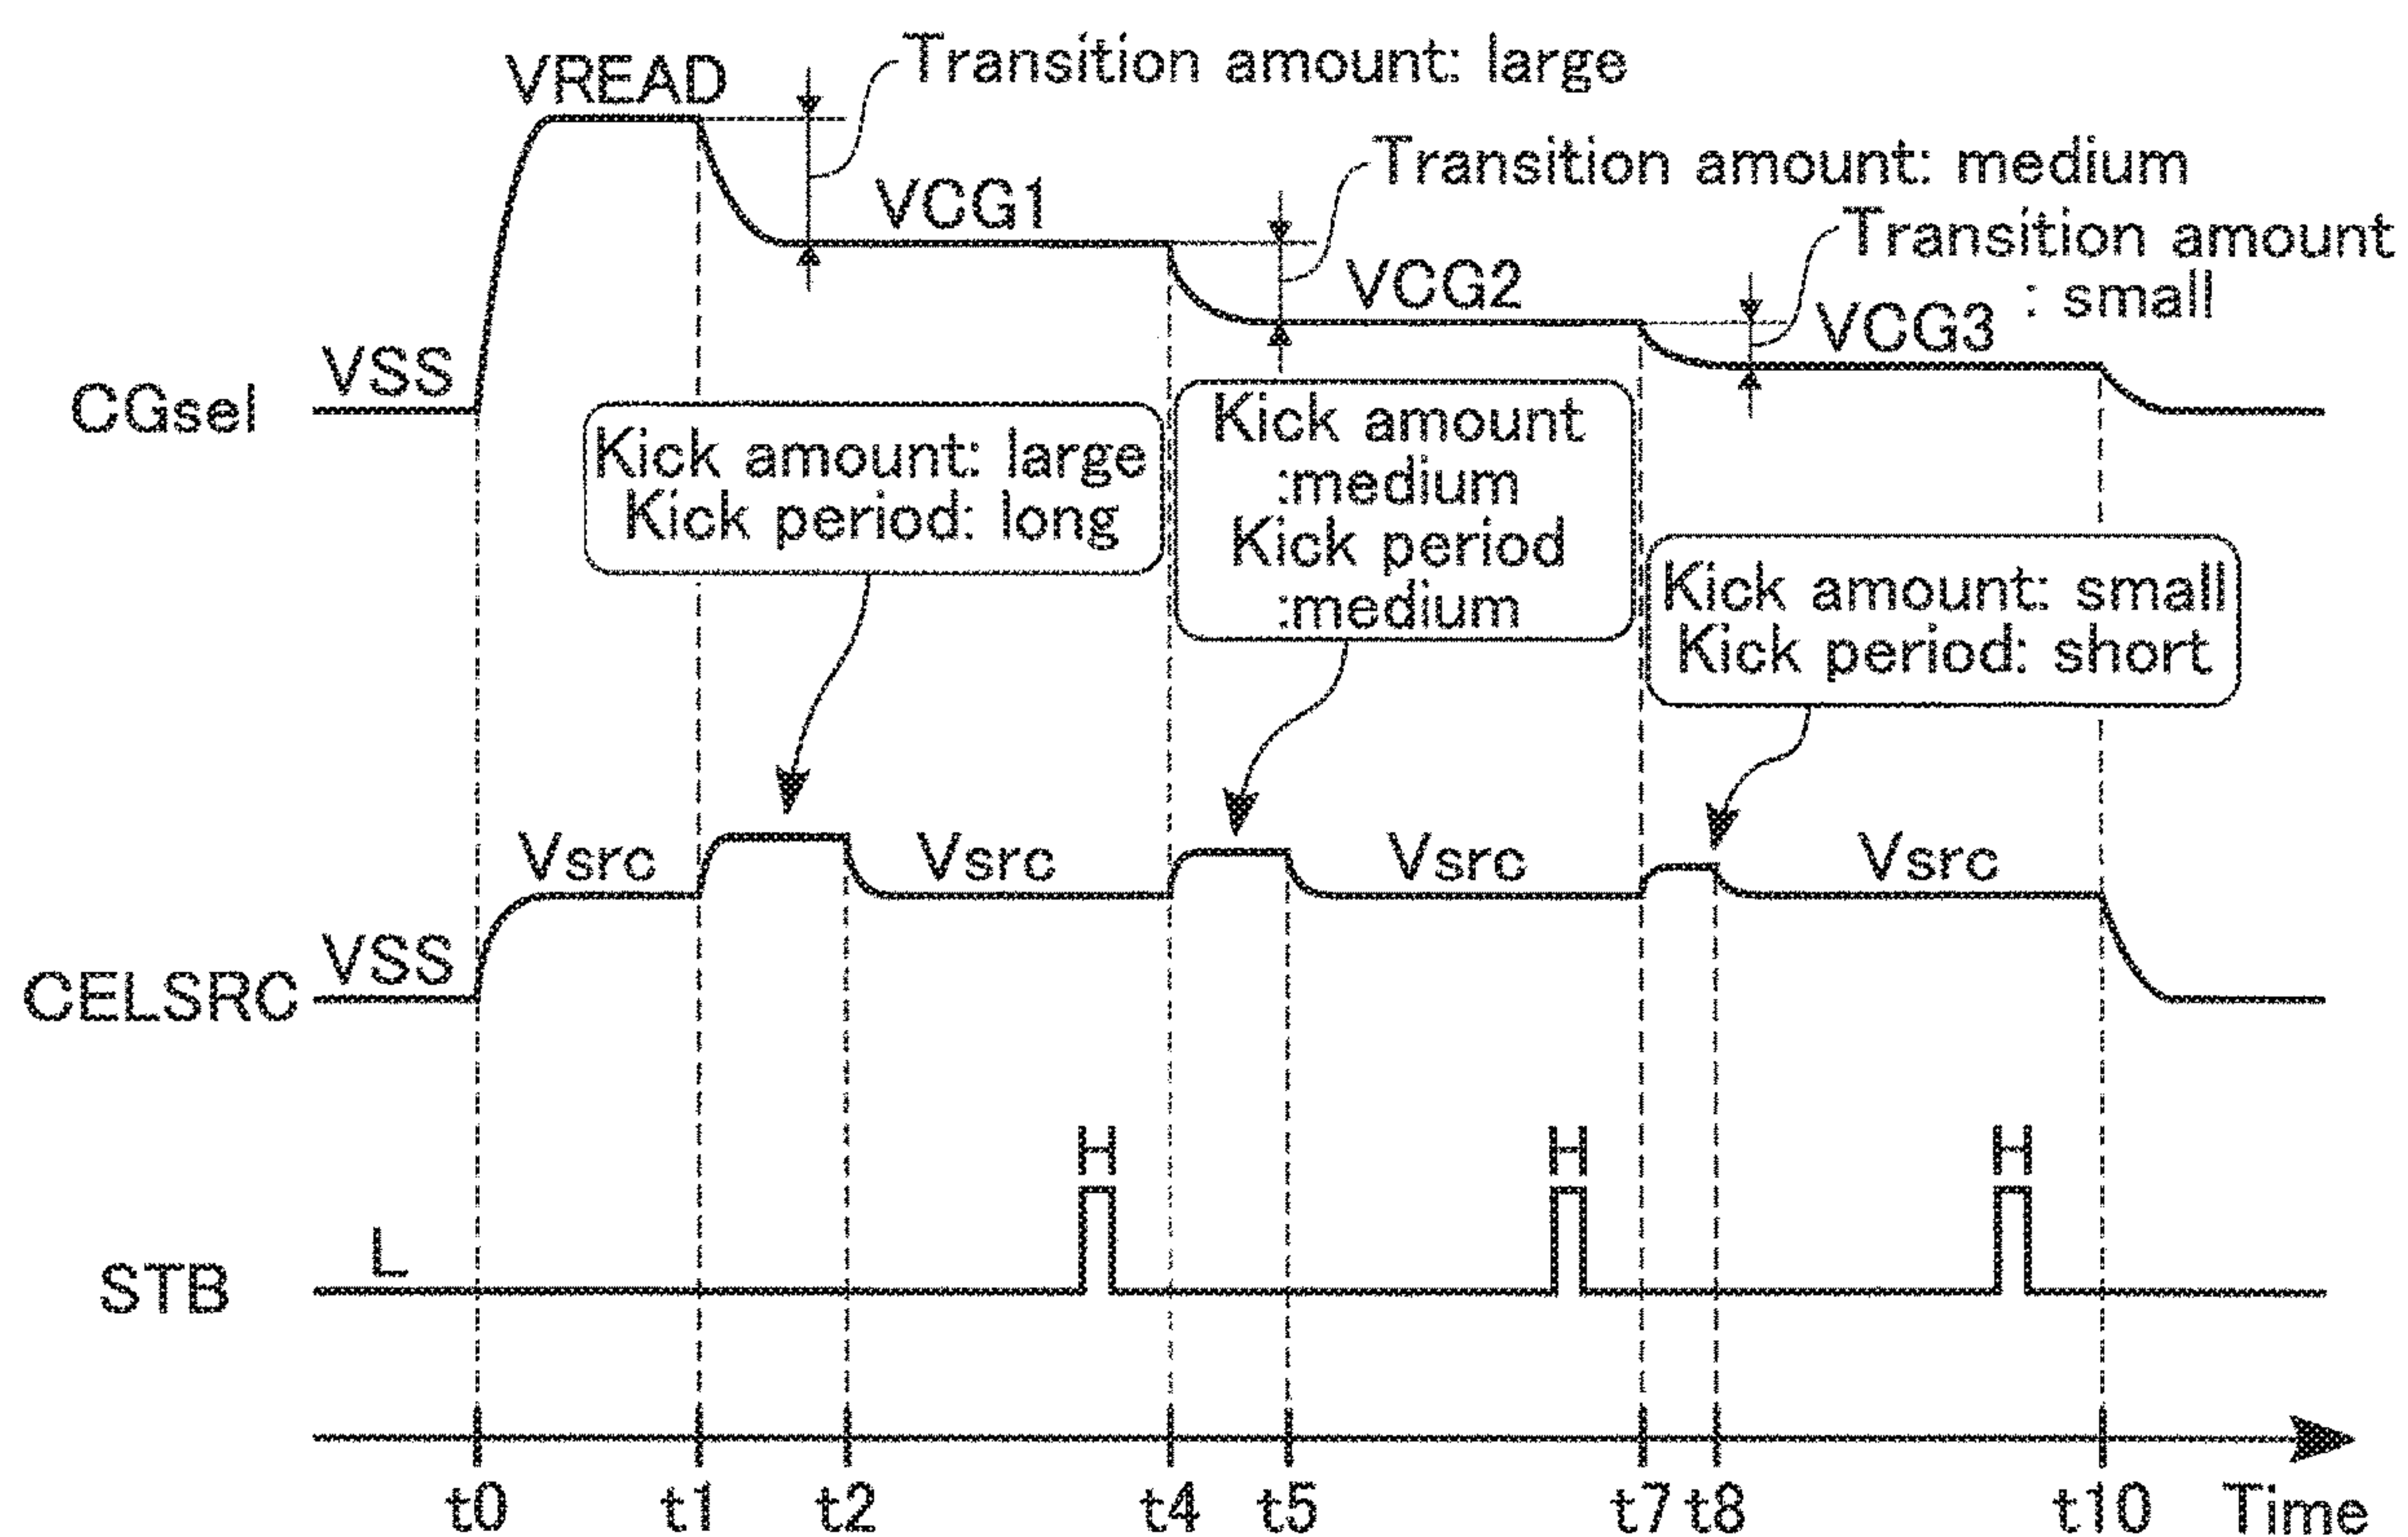 VREAD
Transition amount: large
Transition amount: medium
VCG1
Transition amount
: small
VCG2
VCG3
VSS
CGsel
Kick amount: large
Kick period: long
Kick amount
:medium
Kick period
:medium
Kick amount: small
Kick period: short
Vsrc
Vsrc
Vsrc
Vsrc
VSS
CELSRC
H
H
H
L
STB
t0
t1
t2
t4
t5
t7
t8
t10
Time